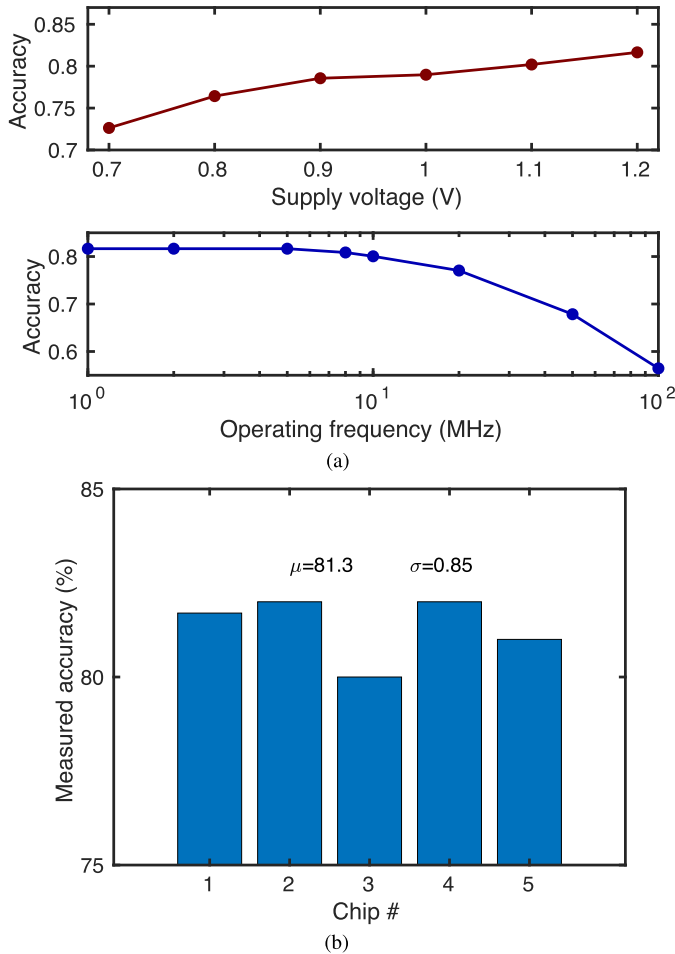 0.85
0.8
0.75
0.7
Accuracy
0.7 0.8 0.9 1 1.1 1.2
Supply voltage (V)
0.8
0.7
0.6
Accuracy
10^0 10^1 10^2
Operating frequency (MHz)
(a)
85
80
75
Measured accuracy (%)
μ=81.3 σ=0.85
1 2 3 4 5
Chip #
(b)